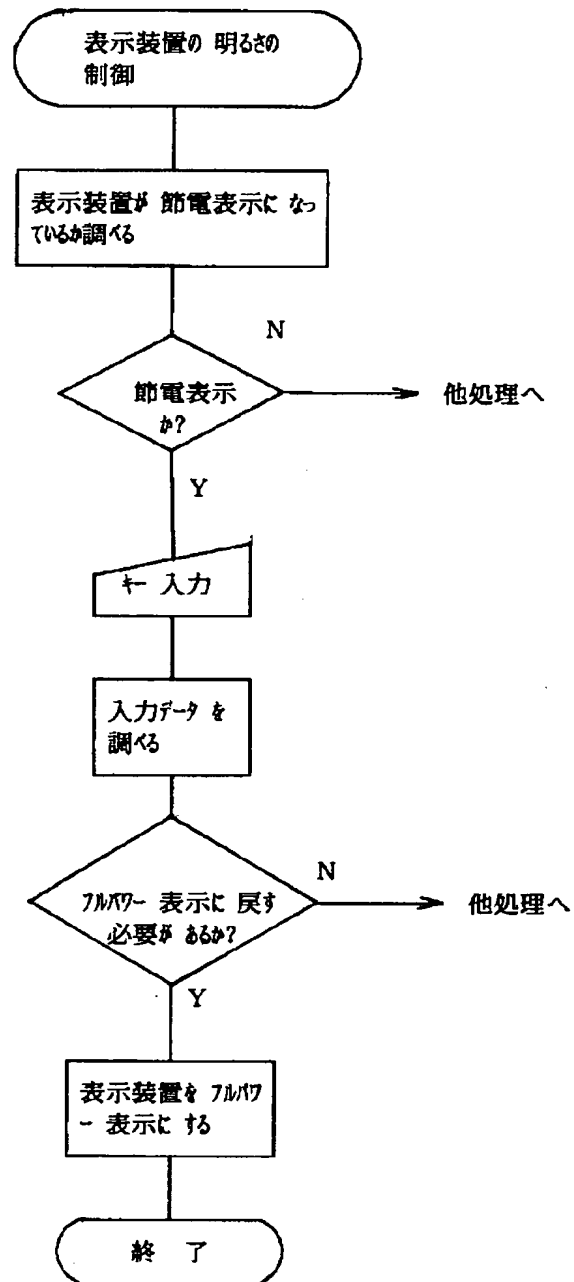 表示装置の 明るさの
制御
表示装置が 節電表示に なっ
ているか調べる
N
節電表示
か?
他処理へ
Y
キー 入力
入力データ を
調べる
N
フルパワー 表示に 戻す
必要が あるか?
他処理へ
Y
表示装置を フルパワ
ー 表示に する
終 了